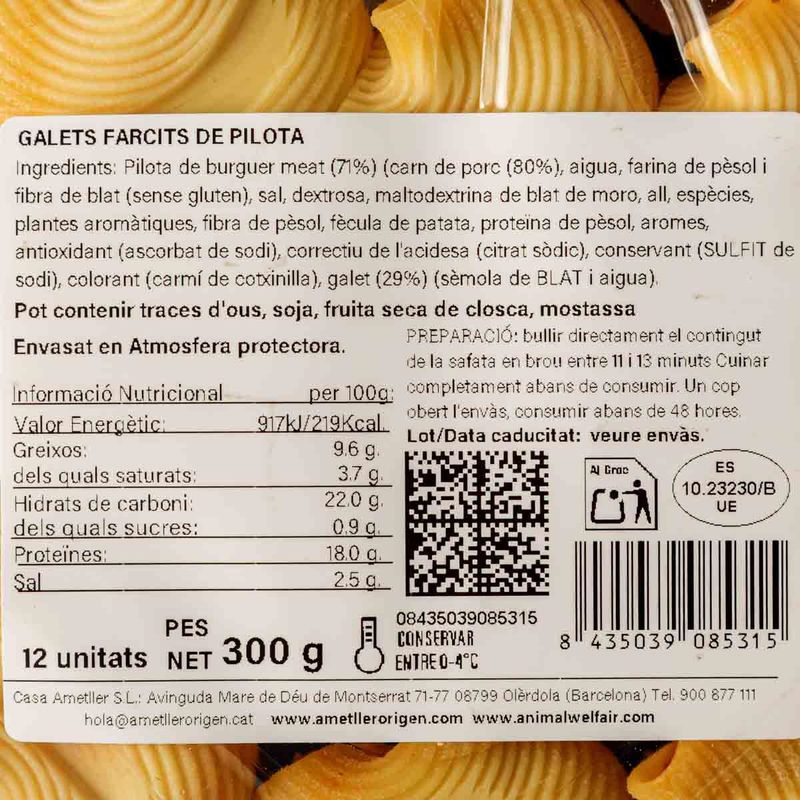 GALETS FARCITS DE PILOTA
Ingredients: Pilota de burguer meat (71%) (carn de porc (80%), aigua, farina de pèsol i
fibra de blat (sense gluten), sal, dextrosa, maltodextrina de blat de moro, all, espècies,
plantes aromàtiques, fibra de pèsol, fècula de patata, proteïna de pèsol, aromes,
antioxidant (ascorbat de sodi), correctiu de l'acidesa (citrat sòdic), conservant (SULFIT de
sodi), colorant (carmí de cotxinilla), galet (29%) (sèmola de BLAT i aigua).
Pot contenir traces d'ous, soja, fruita seca de closca, mostassa
Envasat en Atmosfera protectora.
Informació Nutricional per 100g:
Valor Energètic: 917kJ/219Kcal.
Greixos: 9.6 g.
dels quals saturats: 3.7 g.
Hidrats de carboni: 22.0 g.
dels quals sucres: 0.9 g.
Proteïnes: 18.0 g.
Sal 2.5 g.
PREPARACIÓ: bullir directament el contingut
de la safata en brou entre 11 i 13 minuts Cuinar
completament abans de consumir. Un cop
obert l'envàs, consumir abans de 48 hores.
Lot/Data caducitat: veure envàs.
Al Groc
ES
10.23230/B
UE
08435039085315
CONSERVAR
ENTRE 0-4°C
8 435039 085315
12 unitats
PES
NET 300 g
Casa Ametller S.L.: Avinguda Mare de Déu de Montserrat 71-77 08799 Olèrdola (Barcelona) Tel. 900 877 111
hola@ametllerorigen.cat www.ametllerorigen.com www.animalwelfair.com